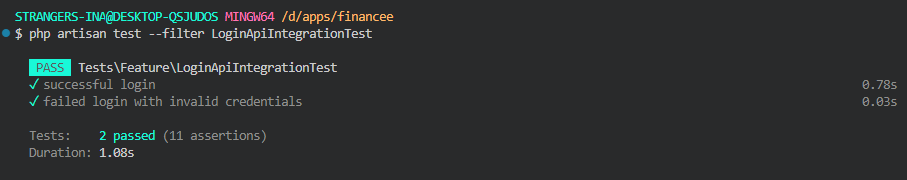 STRANGERS-INA@DESKTOP-QSJUDOS MINGW64 /d/apps/financee
$ php artisan test --filter LoginApiIntegrationTest
PASS Tests\Feature\LoginApiIntegrationTest
✓ successful login 0.78s
✓ failed login with invalid credentials 0.03s
Tests: 2 passed (11 assertions)
Duration: 1.08s